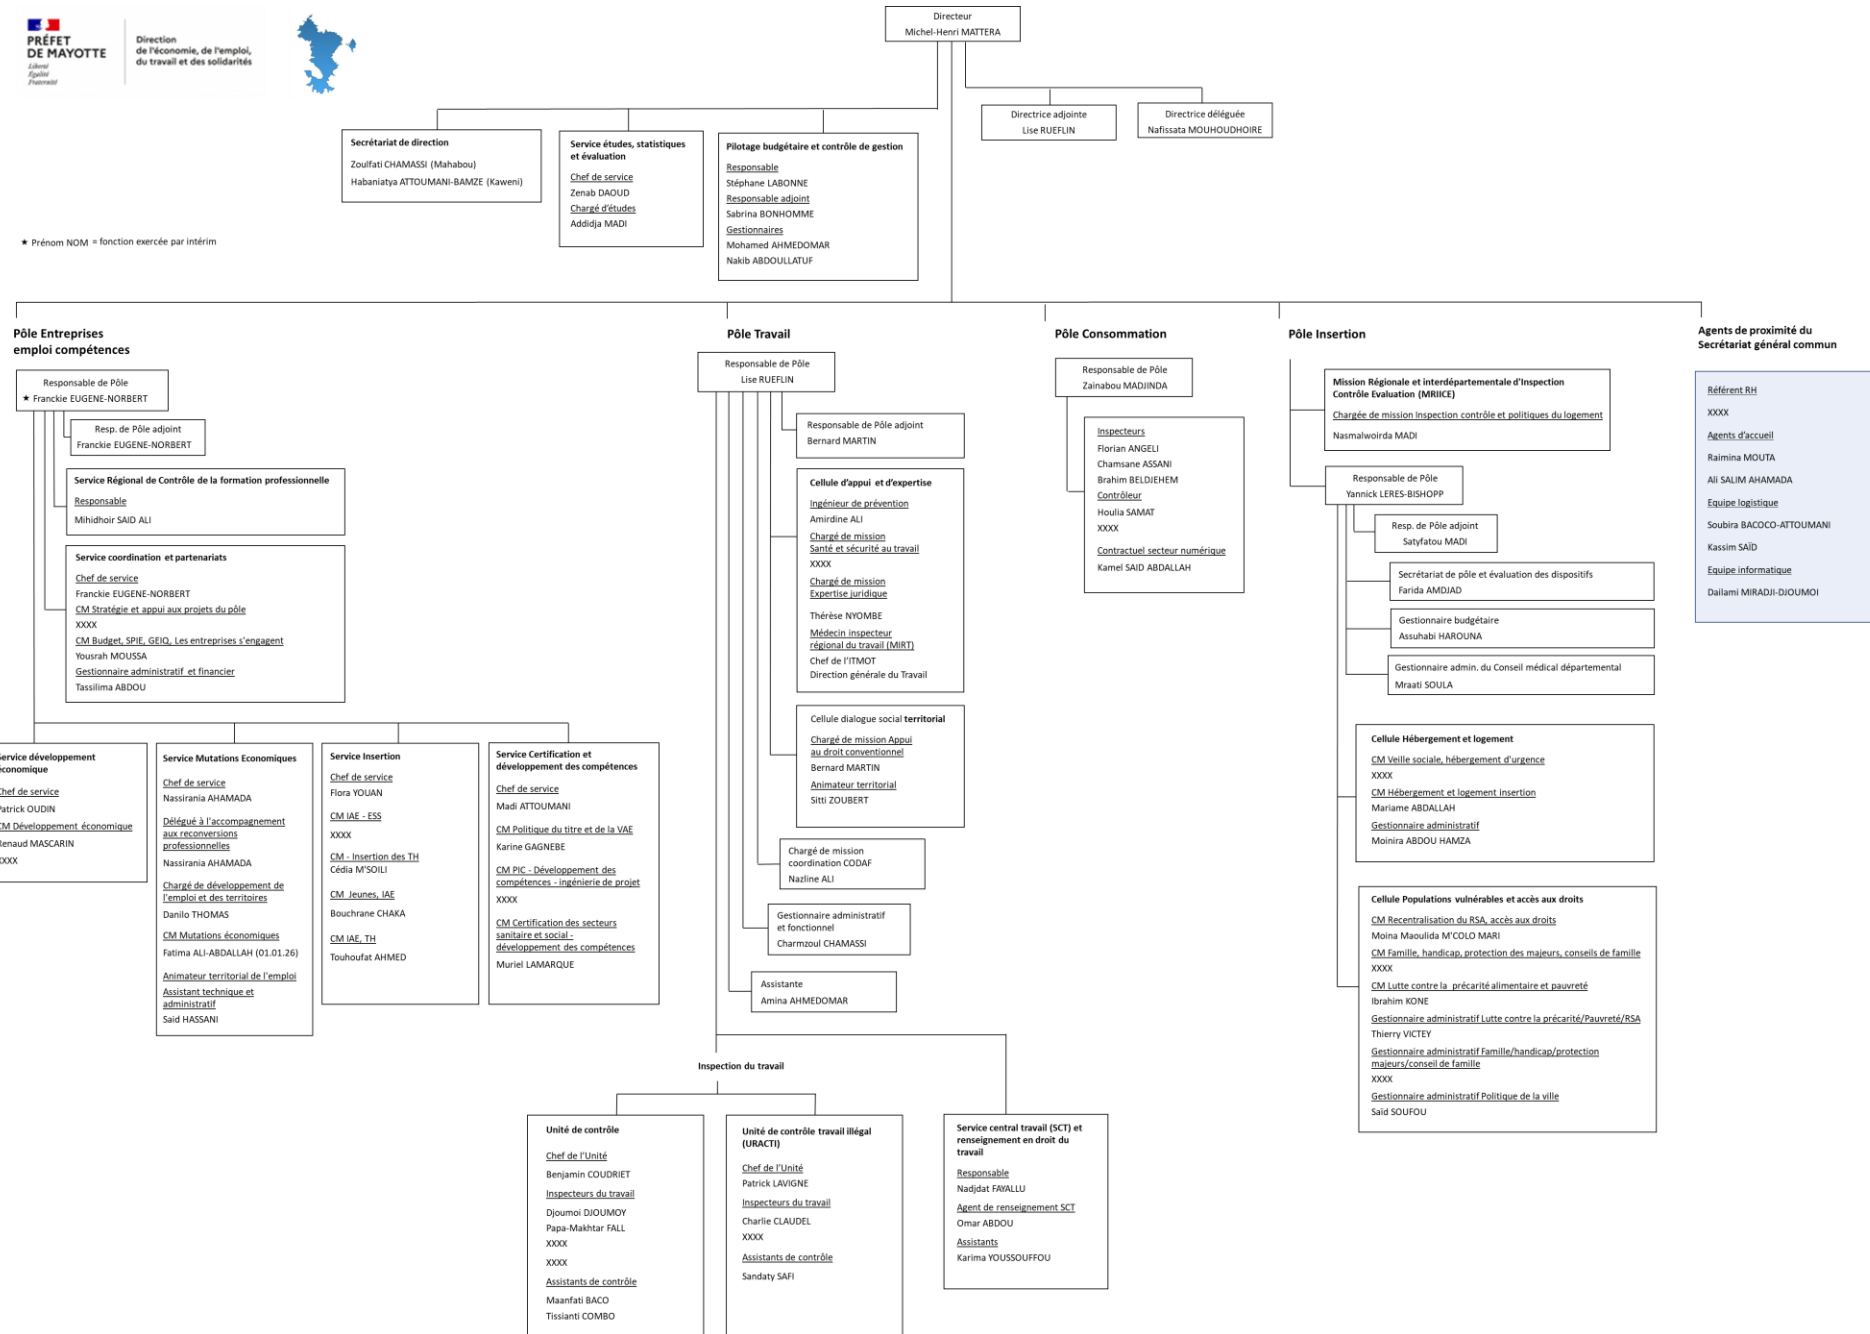 PRÉFET
DE MAYOTTE
Liberté
Égalité
Fraternité
Direction
de l'économie, de l'emploi,
du travail et des solidarités
Directeur
Michel-Henri MATTERA
Directrice adjointe
Lise RUEFLIN
Directrice déléguée
Nafissata MOUHOUDHOIRE
Secrétariat de direction
Zoulfati CHAMASSI (Mahabou)
Habaniatya ATTOUMANI-BAMZE (Kaweni)
Service études, statistiques
et évaluation
Chef de service
Zenab DAOUD
Chargé d'études
Addidja MADI
Pilotage budgétaire et contrôle de gestion
Responsable
Stéphane LABONNE
Responsable adjoint
Sabrina BONHOMME
Gestionnaires
Mohamed AHMEDOMAR
Nakib ABDOULLATUF
★ Prénom NOM = fonction exercée par intérim
Pôle Entreprises
emploi compétences
Responsable de Pôle
★ Franckie EUGENE-NORBERT
Resp. de Pôle adjoint
Franckie EUGENE-NORBERT
Service Régional de Contrôle de la formation professionnelle
Responsable
Mihidhoir SAID ALI
Service coordination et partenariats
Chef de service
Franckie EUGENE-NORBERT
CM Stratégie et appui aux projets du pôle
XXXX
CM Budget, SPIE, GEIQ, Les entreprises s'engagent
Yousrah MOUSSA
Gestionnaire administratif et financier
Tassilima ABDOU
Service développement
économique
Chef de service
Patrick OUDIN
CM Développement économique
Renaud MASCARIN
XXXX
Service Mutations Economiques
Chef de service
Nassirania AHAMADA
Délégué à l'accompagnement
aux reconversions
professionnelles
Nassirania AHAMADA
Chargé de développement de
l'emploi et des territoires
Danilo THOMAS
CM Mutations économiques
Fatima ALI-ABDALLAH (01.01.26)
Animateur territorial de l'emploi
Assistant technique et
administratif
Said HASSANI
Service Insertion
Chef de service
Flora YOUAN
CM IAE - ESS
XXXX
CM - Insertion des TH
Cédia M'SOILI
CM Jeunes, IAE
Bouchrane CHAKA
CM IAE, TH
Touhoufat AHMED
Service Certification et
développement des compétences
Chef de service
Madi ATTOUMANI
CM Politique du titre et de la VAE
Karine GAGNEBE
CM PIC - Développement des
compétences - ingénierie de projet
XXXX
CM Certification des secteurs
sanitaire et social -
développement des compétences
Muriel LAMARQUE
Pôle Travail
Responsable de Pôle
Lise RUEFLIN
Responsable de Pôle adjoint
Bernard MARTIN
Cellule d'appui et d'expertise
Ingénieur de prévention
Amirdine ALI
Chargé de mission
Santé et sécurité au travail
XXXX
Chargé de mission
Expertise juridique
Thérèse NYOMBE
Médecin inspecteur
régional du travail (MIRT)
Chef de l'ITMOT
Direction générale du Travail
Cellule dialogue social territorial
Chargé de mission Appui
au droit conventionnel
Bernard MARTIN
Animateur territorial
Sitti ZOUBERT
Chargé de mission
coordination CODAF
Nazline ALI
Gestionnaire administratif
et fonctionnel
Charmzoul CHAMASSI
Assistante
Amina AHMEDOMAR
Inspection du travail
Unité de contrôle
Chef de l'Unité
Benjamin COUDRIET
Inspecteurs du travail
Djoumoi DJOUMOY
Papa-Makhtar FALL
XXXX
XXXX
Assistants de contrôle
Maanfati BACO
Tissianti COMBO
Unité de contrôle travail illégal
(URACTI)
Chef de l'Unité
Patrick LAVIGNE
Inspecteurs du travail
Charlie CLAUDEL
XXXX
Assistants de contrôle
Sandaty SAFI
Service central travail (SCT) et
renseignement en droit du
travail
Responsable
Nadjdat FAYALLU
Agent de renseignement SCT
Omar ABDOU
Assistants
Karima YOUSSOUFFOU
Pôle Consommation
Responsable de Pôle
Zainabou MADJINDA
Inspecteurs
Florian ANGELI
Chamsane ASSANI
Brahim BELDJEHEM
Contrôleur
Houlia SAMAT
XXXX
Contractuel secteur numérique
Kamel SAID ABDALLAH
Pôle Insertion
Mission Régionale et interdépartementale d'Inspection
Contrôle Evaluation (MRIICE)
Chargée de mission Inspection contrôle et politiques du logement
Nasmalwoirda MADI
Responsable de Pôle
Yannick LERES-BISHOPP
Resp. de Pôle adjoint
Satyfatou MADI
Secrétariat de pôle et évaluation des dispositifs
Farida AMDJAD
Gestionnaire budgétaire
Assuhabi HAROUNA
Gestionnaire admin. du Conseil médical départemental
Mraati SOULA
Cellule Hébergement et logement
CM Veille sociale, hébergement d'urgence
XXXX
CM Hébergement et logement insertion
Mariame ABDALLAH
Gestionnaire administratif
Moinira ABDOU HAMZA
Cellule Populations vulnérables et accès aux droits
CM Recentralisation du RSA, accès aux droits
Moina Maoulida M'COLO MARI
CM Famille, handicap, protection des majeurs, conseils de famille
XXXX
CM Lutte contre la précarité alimentaire et pauvreté
Ibrahim KONE
Gestionnaire administratif Lutte contre la précarité/Pauvreté/RSA
Thierry VICTEY
Gestionnaire administratif Famille/handicap/protection
majeurs/conseil de famille
XXXX
Gestionnaire administratif Politique de la ville
Saïd SOUFOU
Agents de proximité du
Secrétariat général commun
Référent RH
XXXX
Agents d'accueil
Raimina MOUTA
Ali SALIM AHAMADA
Equipe logistique
Soubira BACOCO-ATTOUMANI
Kassim SAÏD
Equipe informatique
Dailami MIRADJI-DJOUMOI